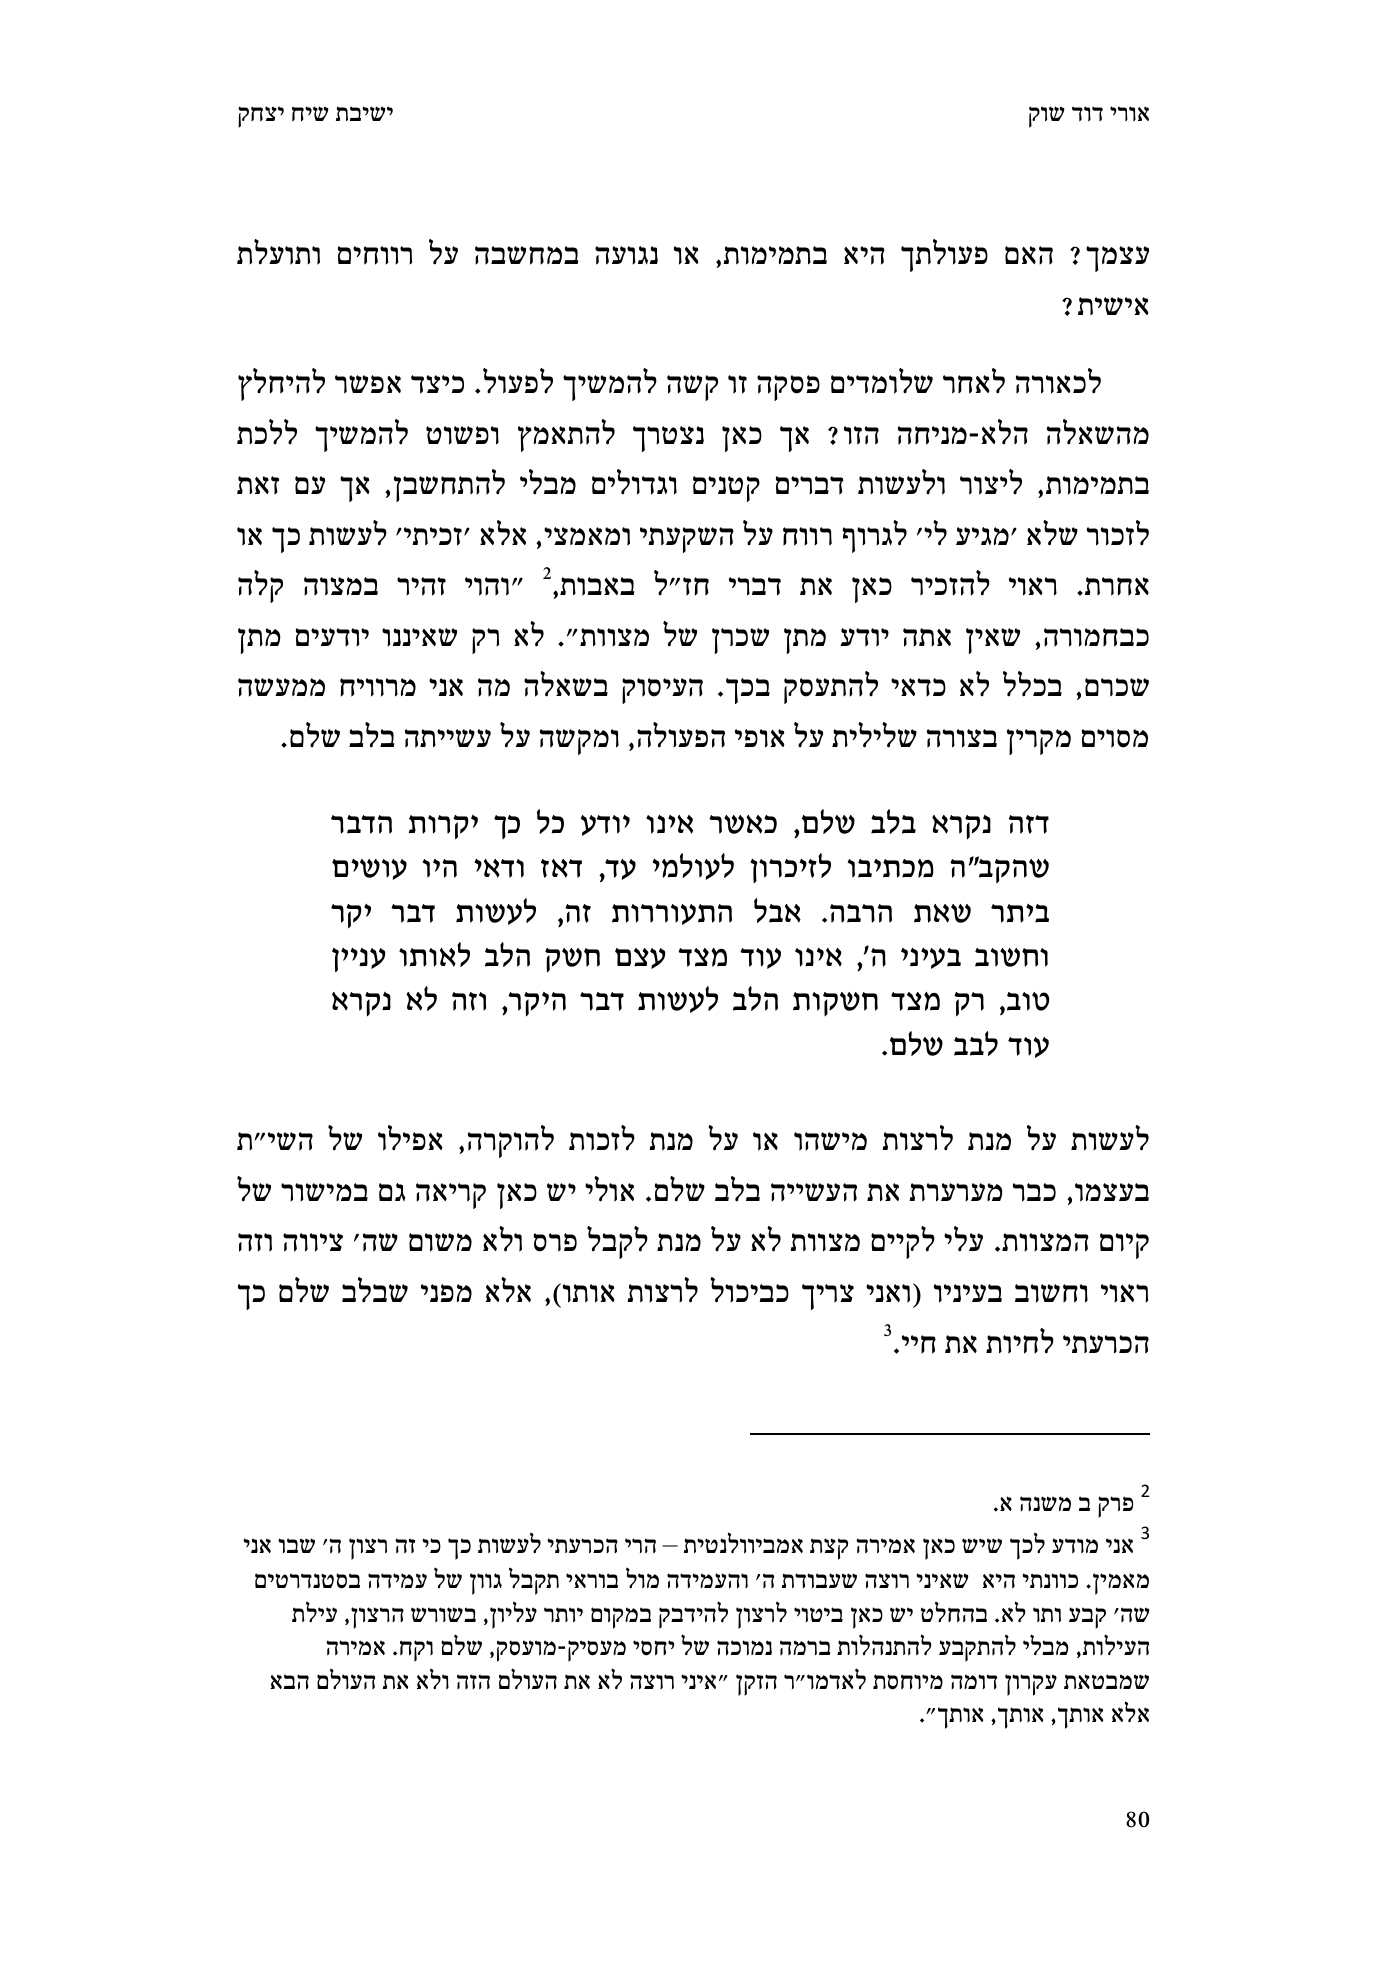 אורי דוד שוק
ישיבת שיח יצחק
עצמך? האם פעולתך היא בתמימות, או נגועה במחשבה על רווחים ותועלת
אישית?
לכאורה לאחר שלומדים פסקה זו קשה להמשיך לפעול. כיצד אפשר להיחלץ
מהשאלה הלא-מניחה הזו? אך כאן נצטרך להתאמץ ופשוט להמשיך ללכת
בתמימות, ליצור ולעשות דברים קטנים וגדולים מבלי להתחשבן, אך עם זאת
לזכור שלא ׳מגיע לי׳ לגרוף רווח על השקעתי ומאמצי, אלא ׳זכיתי׳ לעשות כך או
אחרת. ראוי להזכיר כאן את דברי חז״ל באבות,2 ״והוי זהיר במצוה קלה
כבחמורה, שאין אתה יודע מתן שכרן של מצוות״. לא רק שאיננו יודעים מתן
שכרם, בכלל לא כדאי להתעסק בכך. העיסוק בשאלה מה אני מרוויח ממעשה
מסוים מקרין בצורה שלילית על אופי הפעולה, ומקשה על עשייתה בלב שלם.
דזה נקרא בלב שלם, כאשר אינו יודע כל כך יקרות הדבר
שהקב״ה מכתיבו לזיכרון לעולמי עד, דאז ודאי היו עושים
ביתר שאת הרבה. אבל התעוררות זה, לעשות דבר יקר
וחשוב בעיני ה׳, אינו עוד מצד עצם חשק הלב לאותו עניין
טוב, רק מצד חשקות הלב לעשות דבר היקר, וזה לא נקרא
עוד לבב שלם.
לעשות על מנת לרצות מישהו או על מנת לזכות להוקרה, אפילו של השי״ת
בעצמו, כבר מערערת את העשייה בלב שלם. אולי יש כאן קריאה גם במישור של
קיום המצוות. עלי לקיים מצוות לא על מנת לקבל פרס ולא משום שה׳ ציווה וזה
ראוי וחשוב בעיניו (ואני צריך כביכול לרצות אותו), אלא מפני שבלב שלם כך
הכרעתי לחיות את חיי.3
2 פרק ב משנה א.
3 אני מודע לכך שיש כאן אמירה קצת אמביוולנטית – הרי הכרעתי לעשות כך כי זה רצון ה׳ שבו אני
מאמין. כוונתי היא שאיני רוצה שעבודת ה׳ והעמידה מול בוראי תקבל גוון של עמידה בסטנדרטים
שה׳ קבע ותו לא. בהחלט יש כאן ביטוי לרצון להידבק במקום יותר עליון, בשורש הרצון, עילת
העילות, מבלי להתקבע להתנהלות ברמה נמוכה של יחסי מעסיק-מועסק, שלם וקח. אמירה
שמבטאת עקרון דומה מיוחסת לאדמו״ר הזקן ״איני רוצה לא את העולם הזה ולא את העולם הבא
אלא אותך, אותך, אותך״.
80